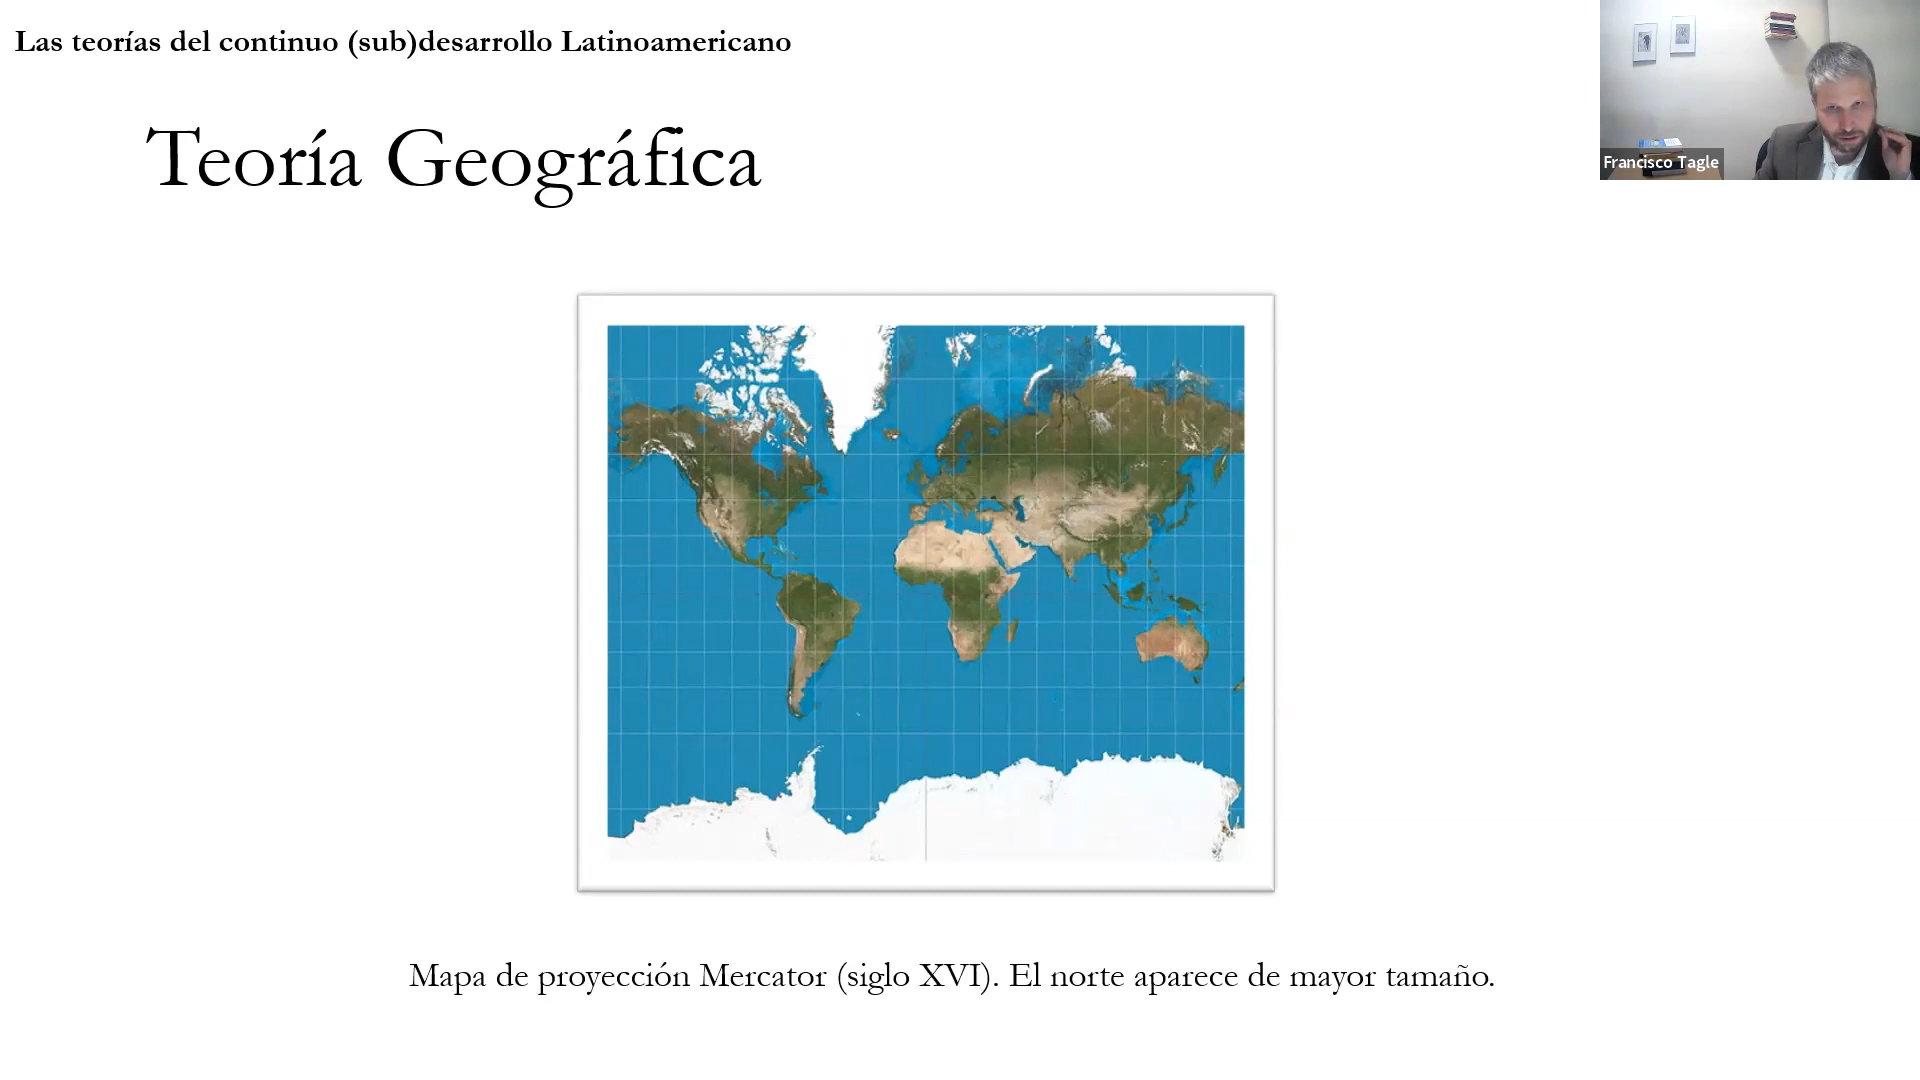 Las teorías del continuo (sub)desarrollo Latinoamericano
Teoría Geográfica
Francisco Tagle
Mapa de proyección Mercator (siglo XVI). El norte aparece de mayor tamaño.